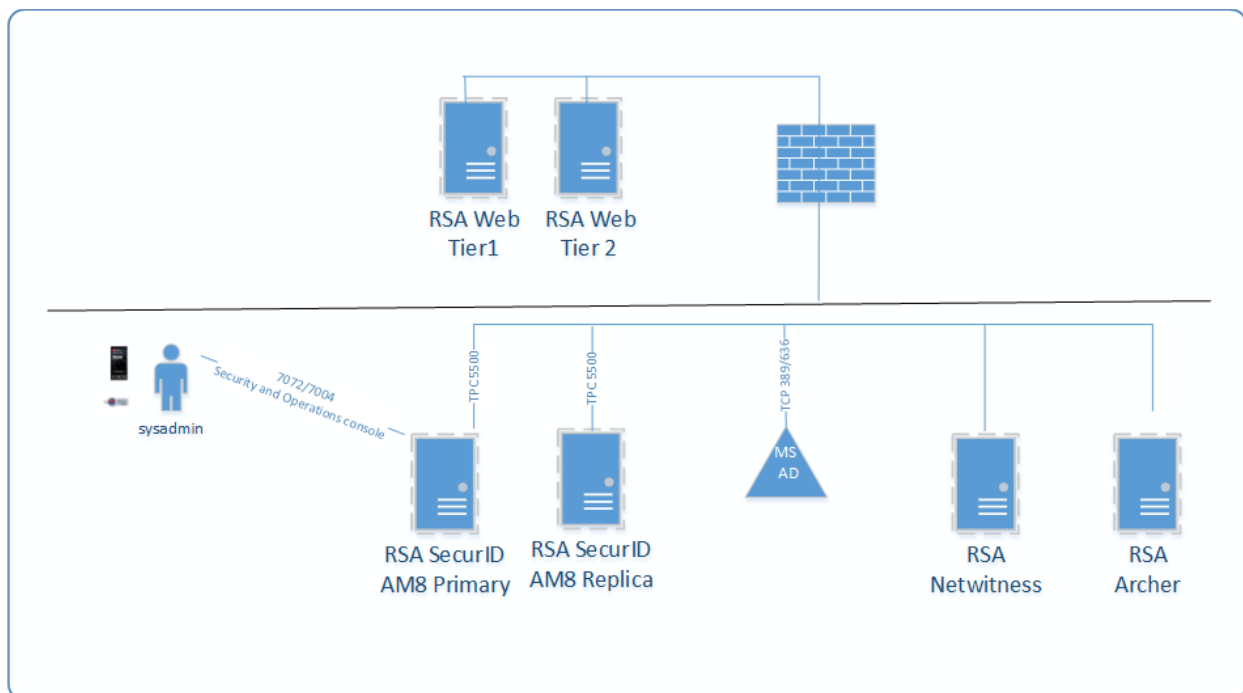 RSA Web
Tier1
RSA Web
Tier 2
7072/7004
Security and Operations console
sysadmin
TPC 5500
TPC 5500
TCP 389/636
MS
AD
RSA SecurID
AM8 Primary
RSA SecurID
AM8 Replica
RSA
Netwitness
RSA
Archer